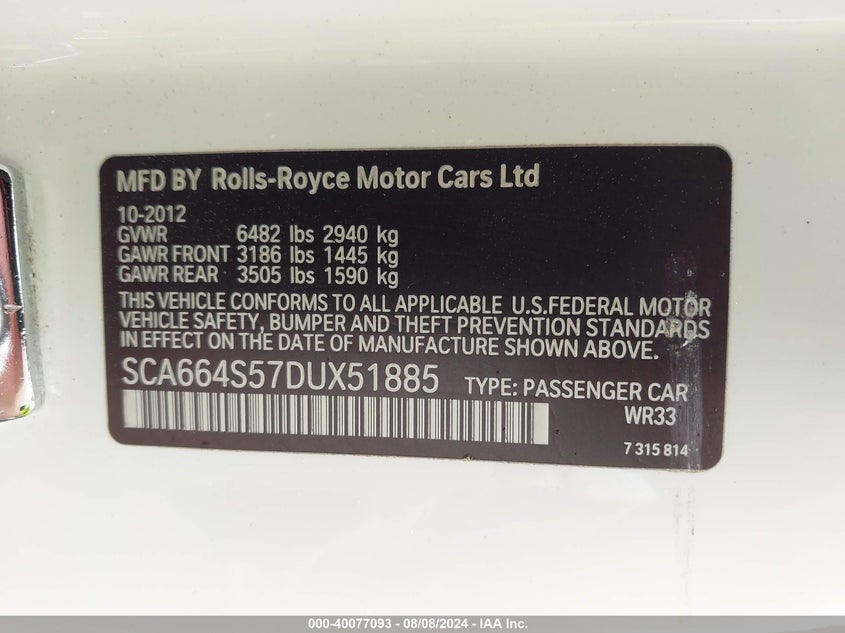 MFD BY Rolls-Royce Motor Cars Ltd
10-2012
GVWR 6482 lbs 2940 kg
GAWR FRONT 3186 lbs 1445 kg
GAWR REAR 3505 lbs 1590 kg
THIS VEHICLE CONFORMS TO ALL APPLICABLE U.S.FEDERAL MOTOR
VEHICLE SAFETY, BUMPER AND THEFT PREVENTION STANDARDS
IN EFFECT ON THE DATE OF MANUFACTURE SHOWN ABOVE.
SCA664S57DUX51885 TYPE: PASSENGER CAR
WR33
7 315 814
000-40077093 - 08/08/2024 - IAA Inc.